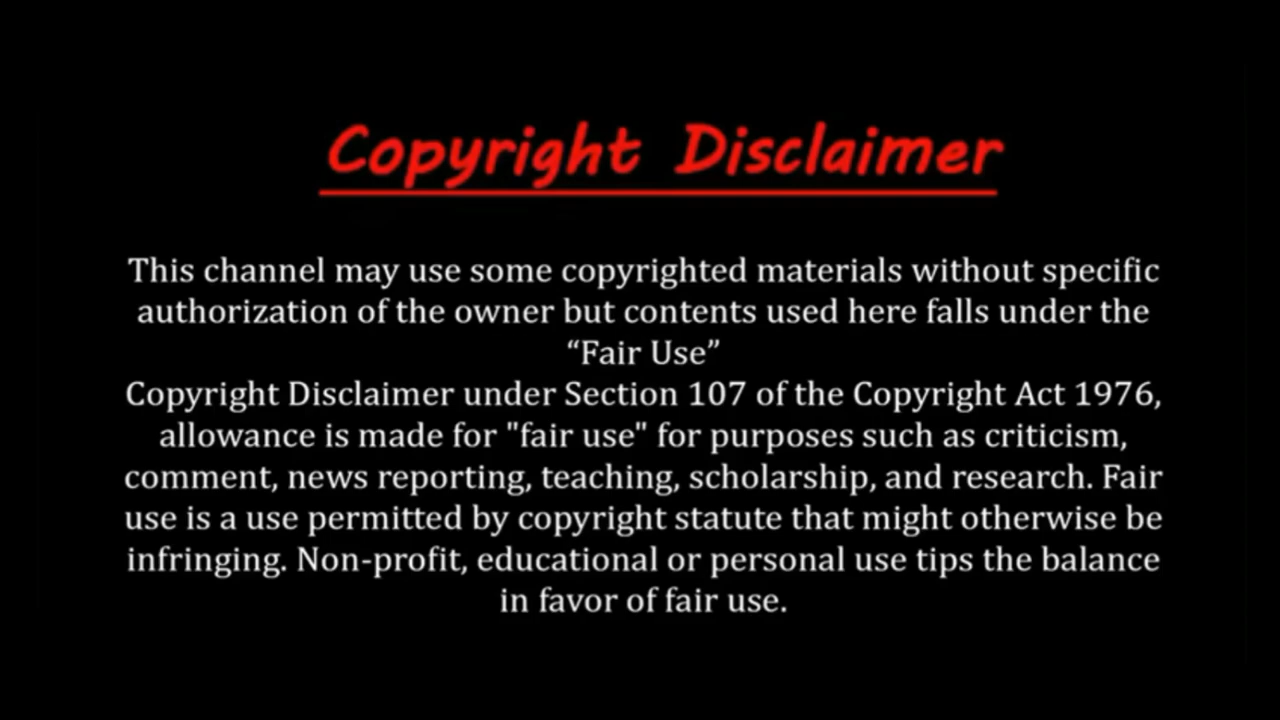 Copyright Disclaimer
This channel may use some copyrighted materials without specific
authorization of the owner but contents used here falls under the
“Fair Use”
Copyright Disclaimer under Section 107 of the Copyright Act 1976,
allowance is made for "fair use" for purposes such as criticism,
comment, news reporting, teaching, scholarship, and research. Fair
use is a use permitted by copyright statute that might otherwise be
infringing. Non-profit, educational or personal use tips the balance
in favor of fair use.